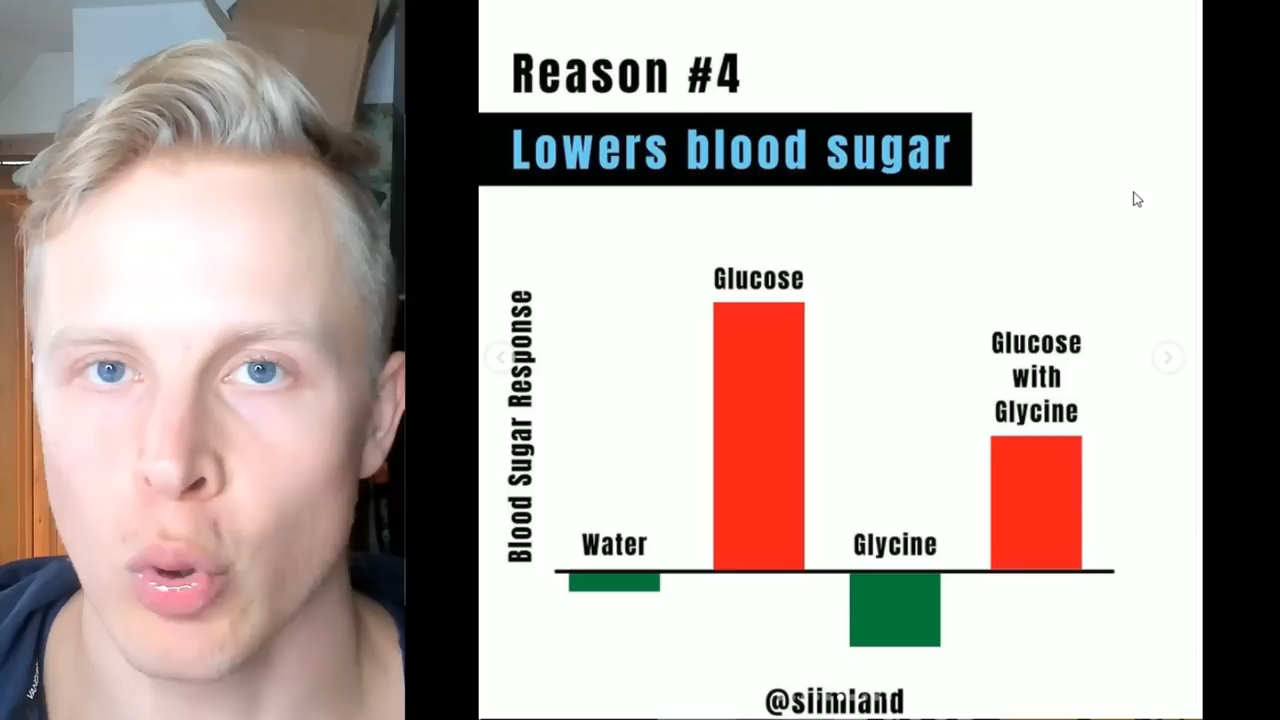 Reason #4
Lowers blood sugar
Glucose
Glucose
with
Glycine
Blood Sugar Response
Water
Glycine
@siimland